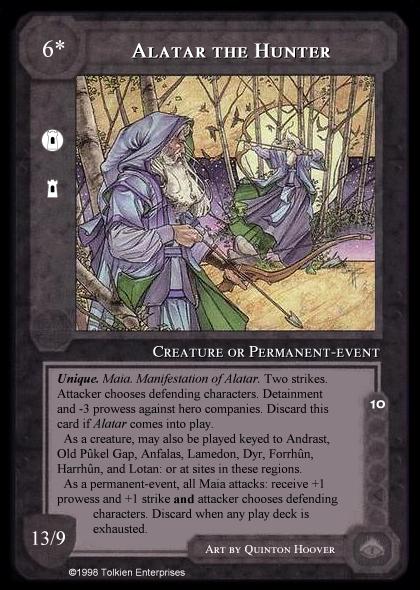 6*
ALATAR THE HUNTER
CREATURE OR PERMANENT-EVENT
Unique. Maia. Manifestation of Alatar. Two strikes.
Attacker chooses defending characters. Detainment
and -3 prowess against hero companies. Discard this
card if Alatar comes into play.
As a creature, may also be played keyed to Andrast,
Old Pûkel Gap, Anfalas, Lamedon, Dyr, Forrhûn,
Harrhûn, and Lotan: or at sites in these regions.
As a permanent-event, all Maia attacks: receive +1
prowess and +1 strike and attacker chooses defending
characters. Discard when any play deck is
exhausted.
10
13/9
ART BY QUINTON HOOVER
©1998 Tolkien Enterprises